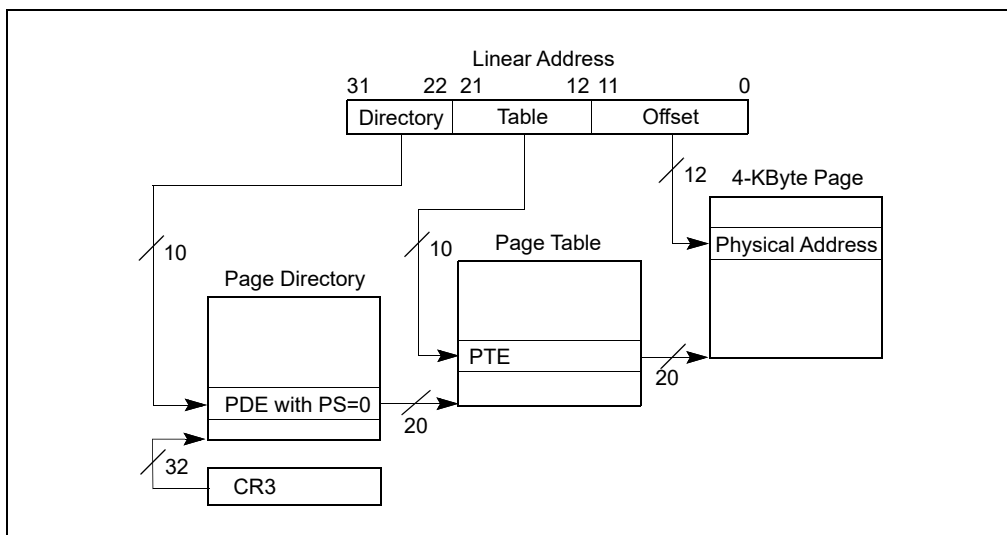 Linear Address
31 22 21 12 11 0
Directory Table Offset
12
4-KByte Page
Physical Address
10
10
Page Table
Page Directory
PTE
20
PDE with PS=0
20
32
CR3